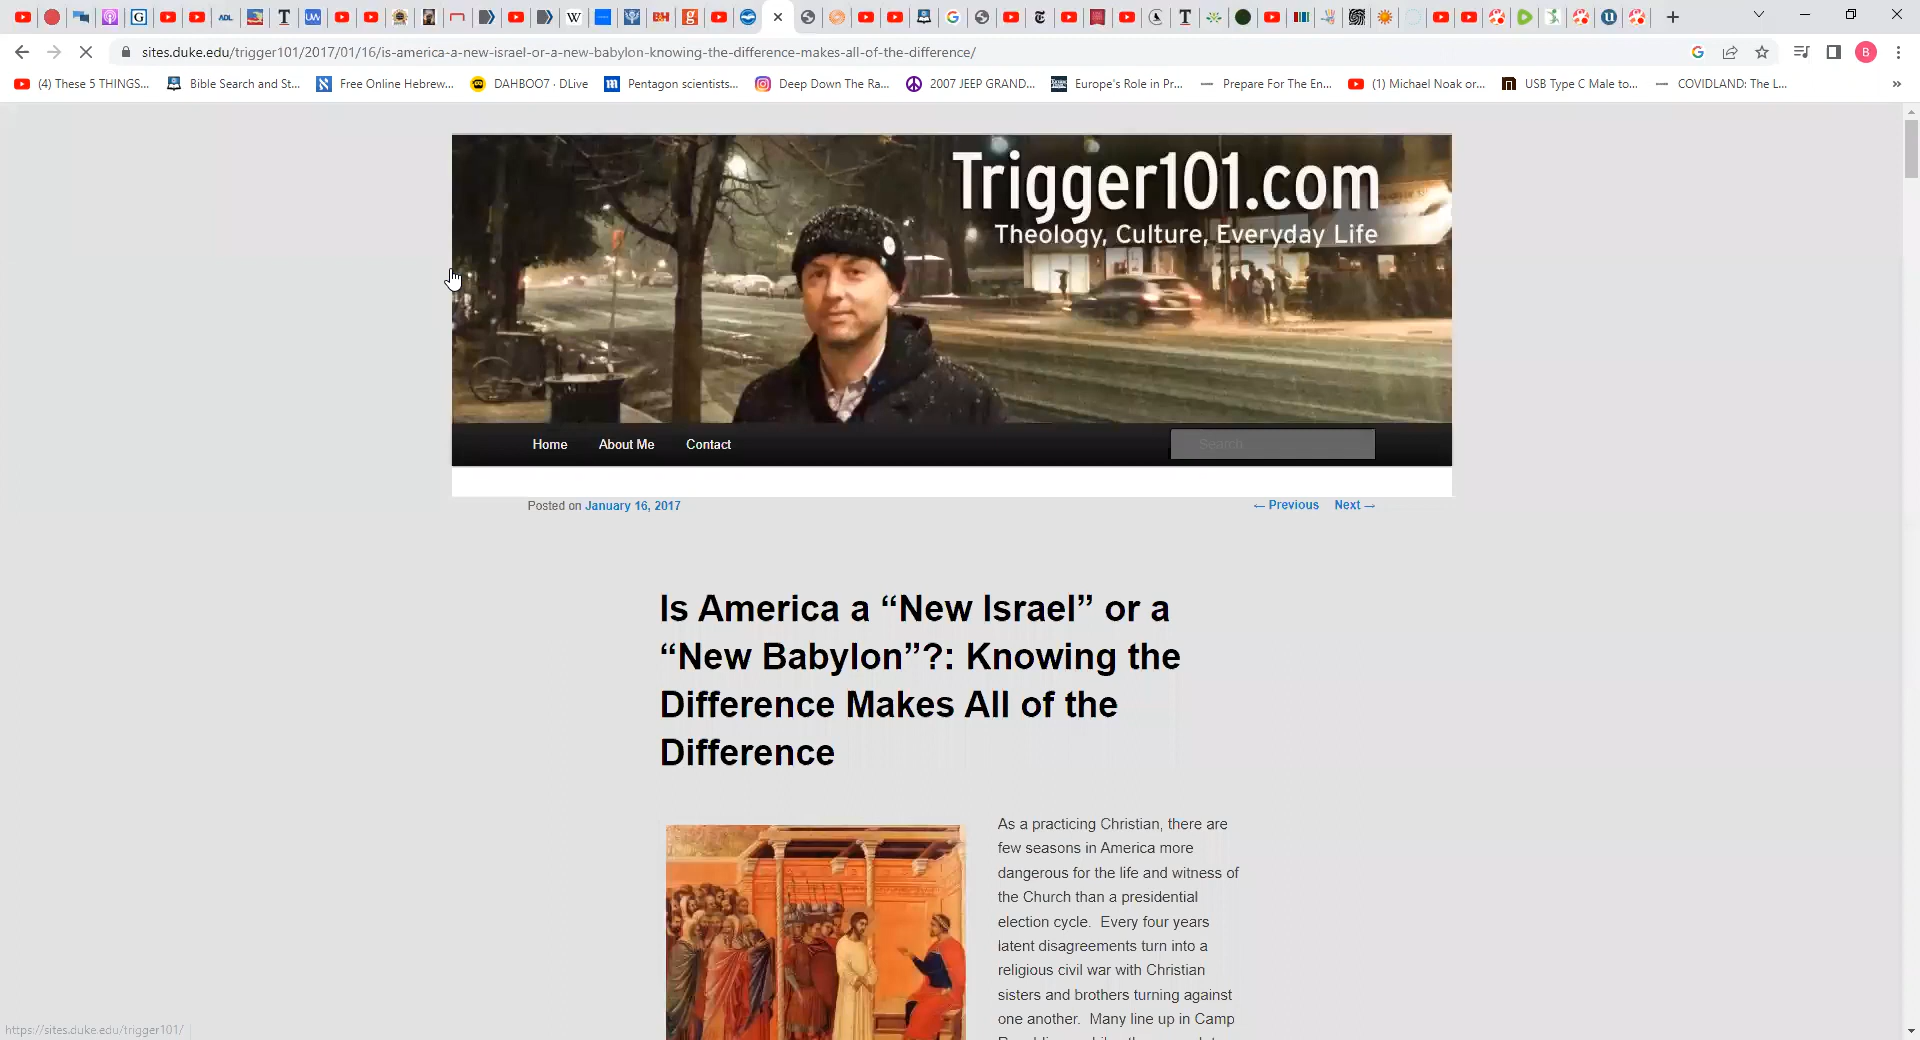 sites.duke.edu/trigger101/2017/01/16/is-america-a-new-israel-or-a-new-babylon-knowing-the-difference-makes-all-of-the-difference/
B
(4) These 5 THINGS...
Bible Search and St...
Free Online Hebrew...
DAHBOO7 · DLive
Pentagon scientists...
Deep Down The Ra...
2007 JEEP GRAND...
Europe's Role in Pr...
Prepare For The En...
(1) Michael Noak or...
USB Type C Male to...
COVIDLAND: The L...
»
Trigger101.com
Theology, Culture, Everyday Life
Home
About Me
Contact
Search
Posted on January 16, 2017
← Previous Next →
Is America a “New Israel” or a
“New Babylon”?: Knowing the
Difference Makes All of the
Difference
As a practicing Christian, there are
few seasons in America more
dangerous for the life and witness of
the Church than a presidential
election cycle. Every four years
latent disagreements turn into a
religious civil war with Christian
sisters and brothers turning against
one another. Many line up in Camp
https://sites.duke.edu/trigger101/